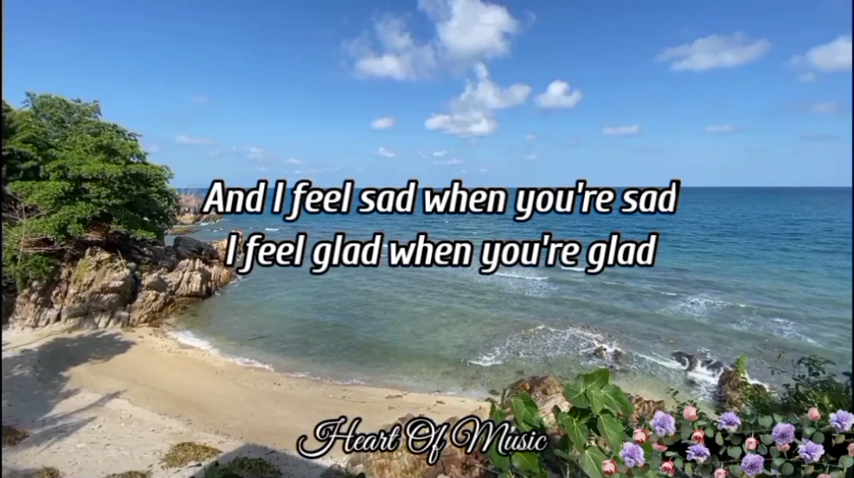 And I feel sad when you're sad
I feel glad when you're glad
Heart Of Music